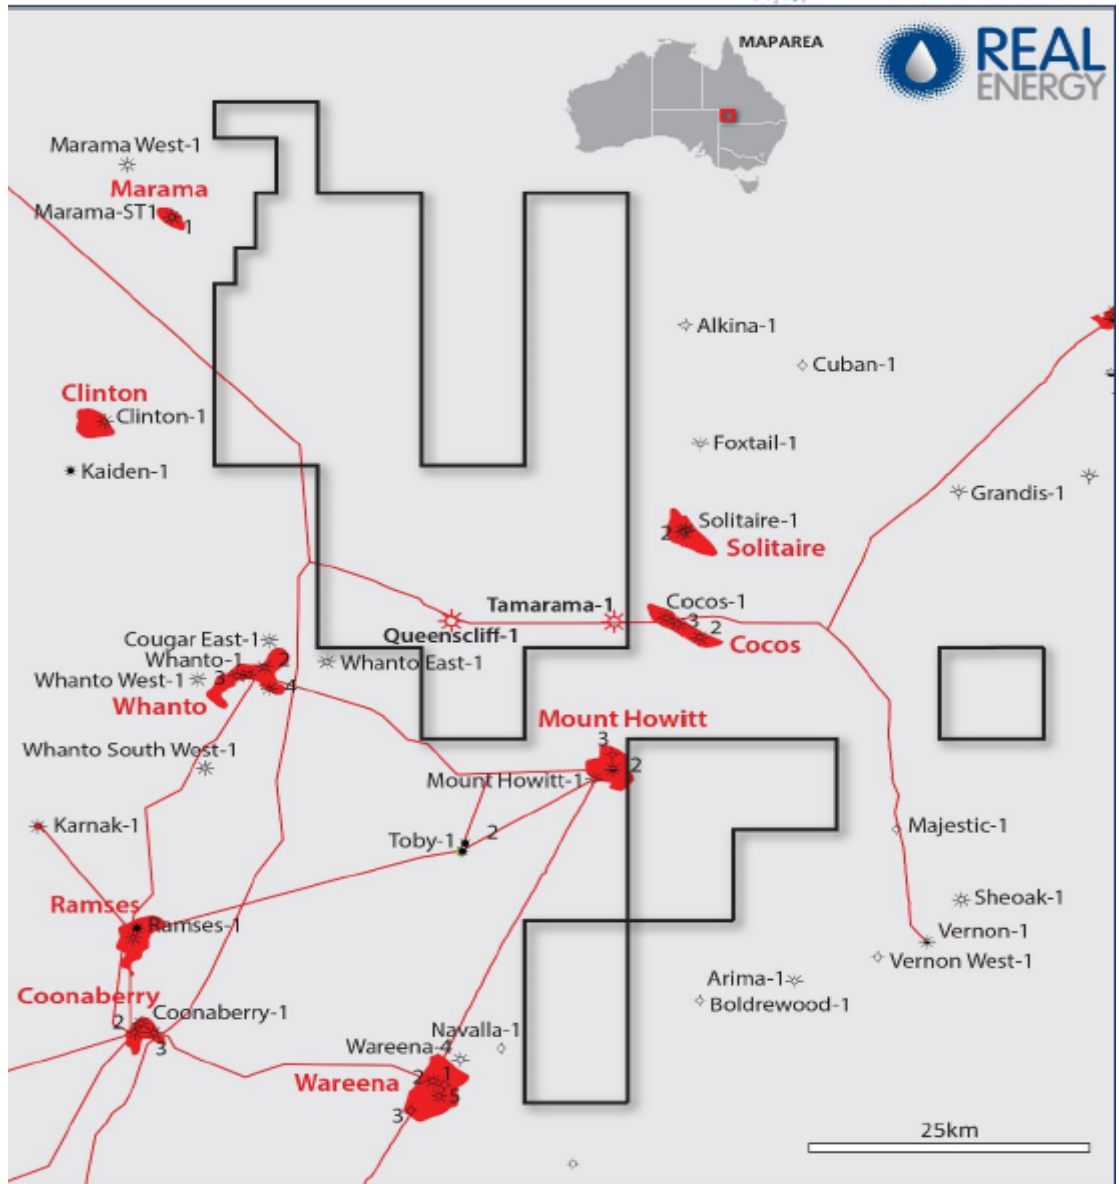 MAPAREA
REAL
ENERGY
Marama West-1
Marama
Marama-ST1
1
Alkina-1
Cuban-1
Clinton
Clinton-1
Foxtail-1
Kaiden-1
Grandis-1
Solitaire-1
2
Solitaire
Tamarama-1
Cocos-1
3
2
Queenscliff-1
Cocos
Cougar East-1
Whanto-1
2
Whanto East-1
Whanto West-1
3
4
Whanto
Mount Howitt
3
Whanto South West-1
2
Mount Howitt-1
Karnak-1
Toby-1
2
Majestic-1
Ramses
Ramses-1
Sheoak-1
Vernon-1
Vernon West-1
Arima-1
Boldrewood-1
Coonaberry
Coonaberry-1
2
3
Navalla-1
Wareena-4
Wareena
2
1
5
3
25km